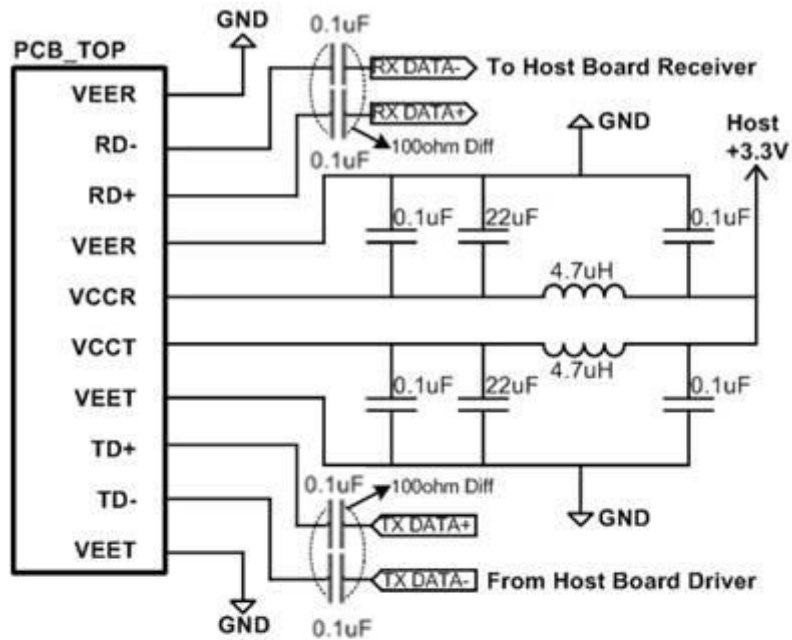 0.1uF
GND
PCB_TOP
RX DATA- To Host Board Receiver
VEER
RX DATA+
GND
Host
+3.3V
RD-
100ohm Diff
0.1uF
RD+
0.1uF 22uF 0.1uF
VEER
4.7uH
VCCR
VCCT
4.7uH
0.1uF 22uF 0.1uF
VEET
TD+
0.1uF 100ohm Diff
TD-
GND
TX DATA+
VEET
TX DATA- From Host Board Driver
GND
0.1uF